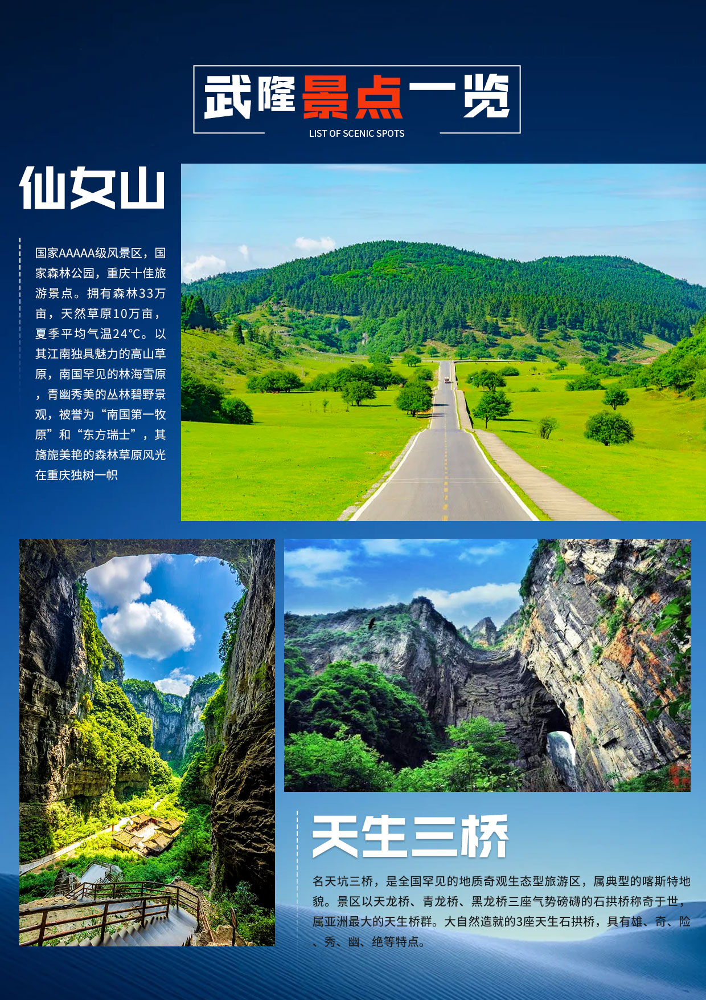 武隆景点一览
LIST OF SCENIC SPOTS
仙女山
国家AAAAA级风景区，国
家森林公园，重庆十佳旅
游景点。拥有森林33万
亩，天然草原10万亩，
夏季平均气温24℃。以
其江南独具魅力的高山草
原，南国罕见的林海雪原
，青幽秀美的丛林碧野景
观，被誉为“南国第一牧
原”和“东方瑞士”，其
旖旎美艳的森林草原风光
在重庆独树一帜
天生三桥
名天坑三桥，是全国罕见的地质奇观生态型旅游区，属典型的喀斯特地
貌。景区以天龙桥、青龙桥、黑龙桥三座气势磅礴的石拱桥称奇于世，
属亚洲最大的天生桥群。大自然造就的3座天生石拱桥，具有雄、奇、险
、秀、幽、绝等特点。